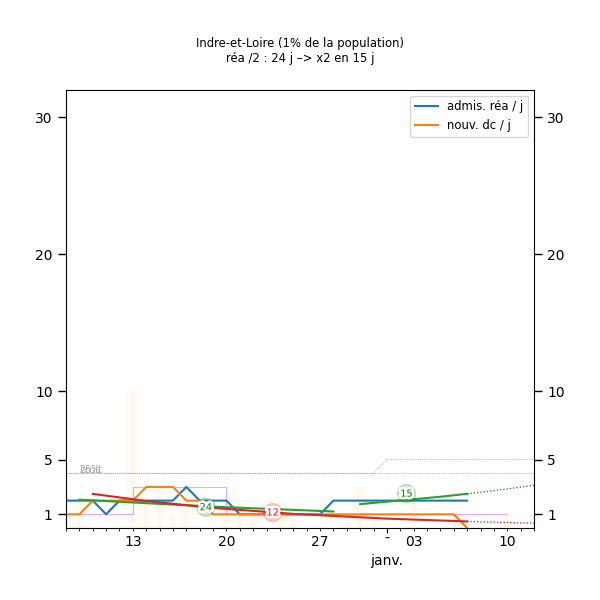 Indre-et-Loire (1% de la population)
réa /2 : 24 j –> x2 en 15 j
admis. réa / j
nouv. dc / j
30 30
20 20
10 10
5 5
1 1
25%
24
12
15
13 20 27 - 03 10
janv.